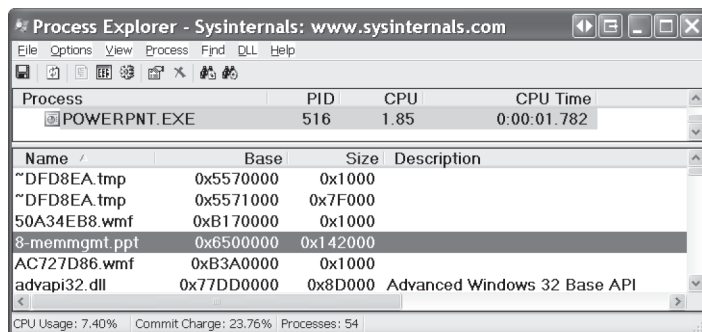 Process Explorer - Sysinternals: www.sysinternals.com
File Options View Process Find DLL Help
Process PID CPU CPU Time
POWERPNT.EXE 516 1.85 0:00:01.782
Name Base Size Description
~DFD8EA.tmp 0x5570000 0x1000
~DFD8EA.tmp 0x5571000 0x7F000
50A34EB8.wmf 0xB170000 0x1000
8-memmgmt.ppt 0x6500000 0x142000
AC727D86.wmf 0xB3A0000 0x1000
advapi32.dll 0x77DD0000 0x8D000 Advanced Windows 32 Base API
CPU Usage: 7.40% Commit Charge: 23.76% Processes: 54